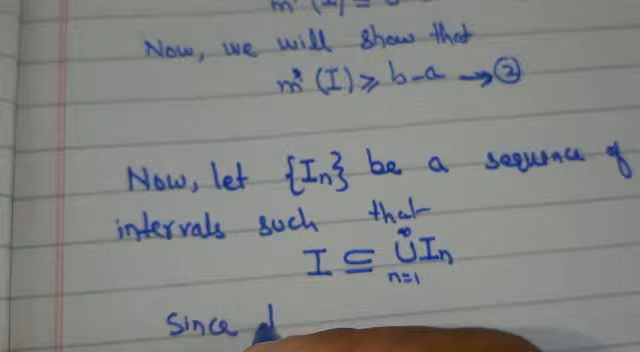 Now, we will show that
m*(I) ≥ b-a → ②
Now, let {In} be a sequence of
intervals such that
I ⊆ ∞∪n=1 In
Since